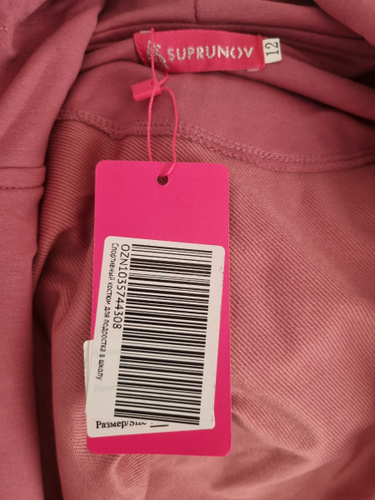 SUPRUNOV
12
OZN1035744308
Спортивный костюм для подростка в школу
Размер/Size